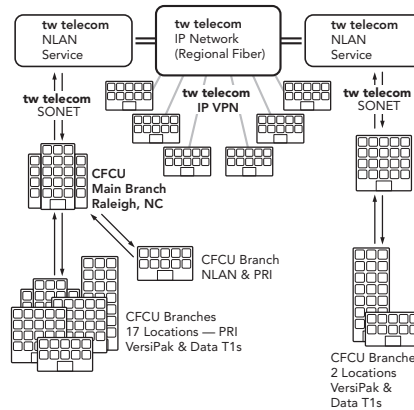 tw telecom
NLAN
Service
tw telecom
IP Network
(Regional Fiber)
tw telecom
NLAN
Service
tw telecom
SONET
tw telecom
IP VPN
tw telecom
SONET
CFCU
Main Branch
Raleigh, NC
CFCU Branch
NLAN & PRI
CFCU Branches
17 Locations — PRI
VersiPak & Data T1s
CFCU Branche
2 Locations
VersiPak &
Data T1s